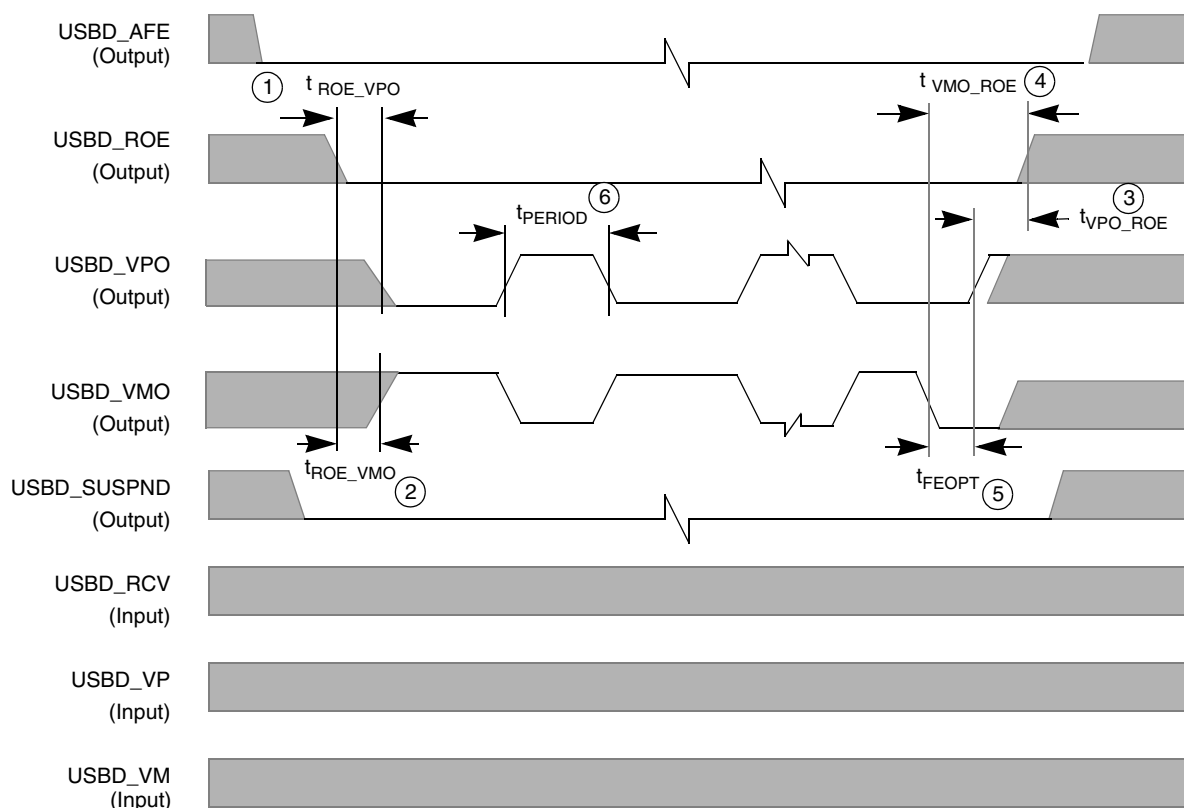 USBD_AFE
(Output)
1
t ROE_VPO
t VMO_ROE
4
USBD_ROE
(Output)
6
tPERIOD
3
tVPO_ROE
USBD_VPO
(Output)
USBD_VMO
(Output)
tROE_VMO
2
tFEOPT
5
USBD_SUSPND
(Output)
USBD_RCV
(Input)
USBD_VP
(Input)
USBD_VM
(Input)